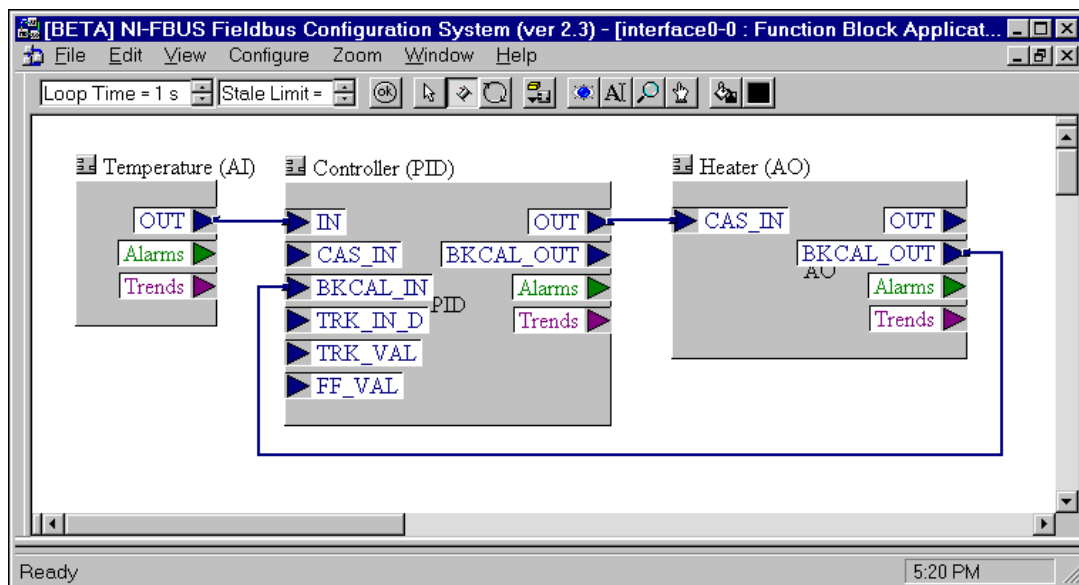 [BETA] NI-FBUS Fieldbus Configuration System (ver 2.3) - [interface0-0 : Function Block Applicat...
File Edit View Configure Zoom Window Help
Loop Time = 1 s Stale Limit = ok A
Temperature (AI)
OUT
Alarms
Trends
Controller (PID)
IN
CAS_IN
BKCAL_IN
TRK_IN_D
TRK_VAL
FF_VAL
PID
OUT
BKCAL_OUT
Alarms
Trends
Heater (AO)
CAS_IN
OUT
BKCAL_OUT
AO
Alarms
Trends
Ready 5:20 PM